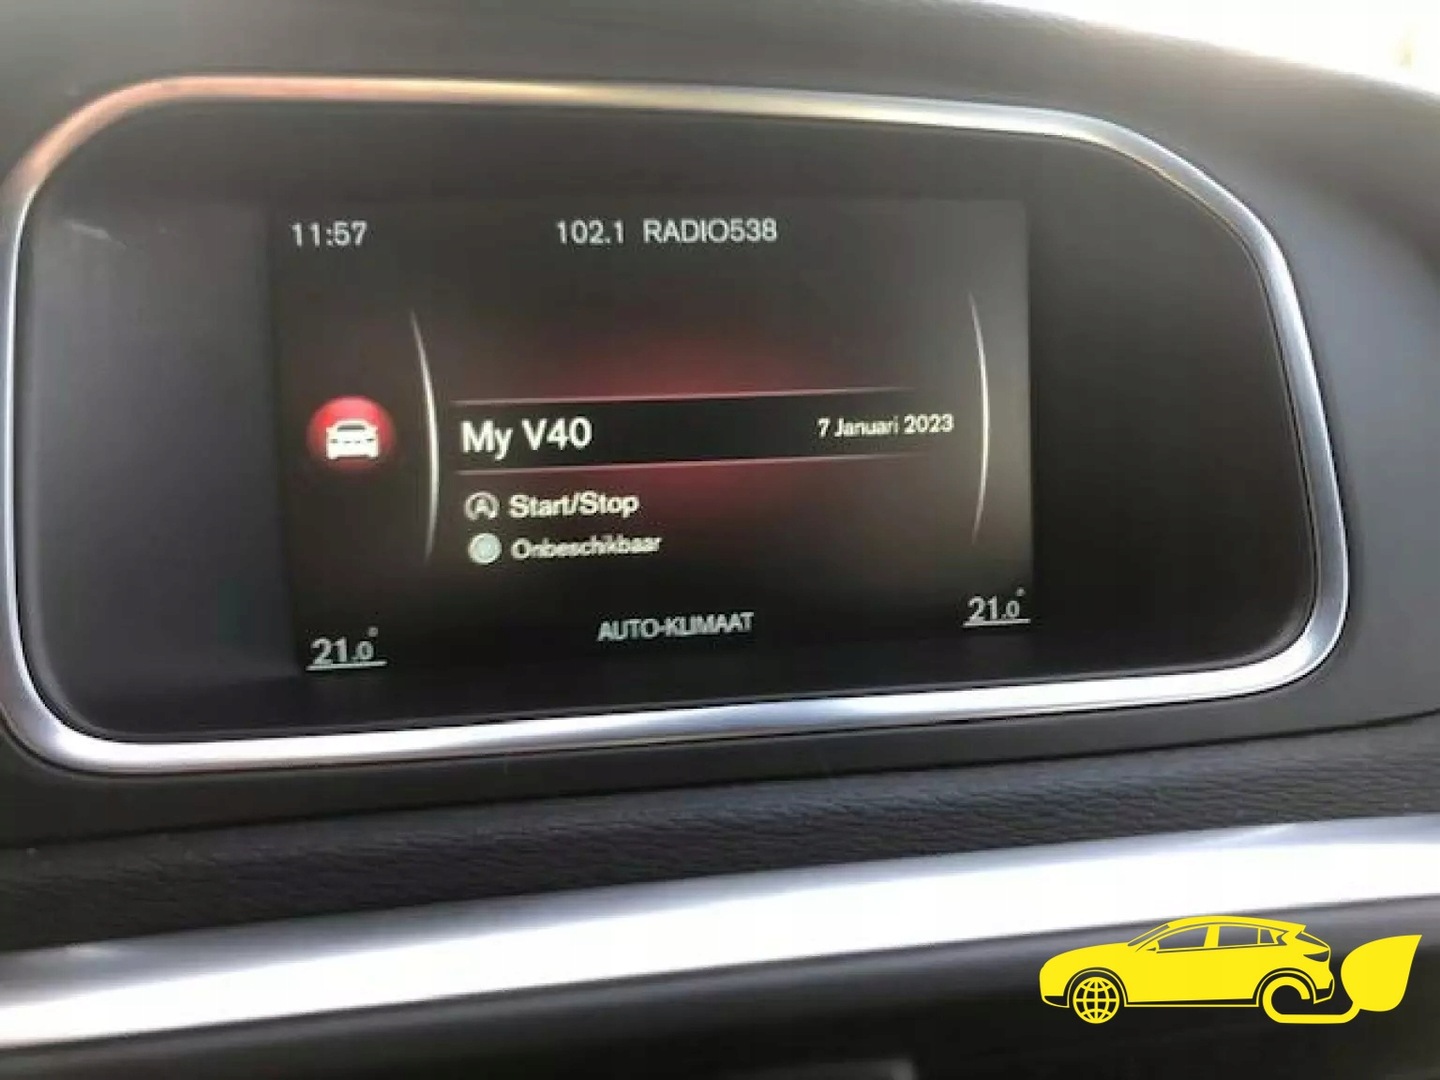 11:57
102.1 RADIO538
My V40
7 Januari 2023
Start/Stop
Onbeschikbaar
AUTO-KLIMAAT
21.0°
21.0°